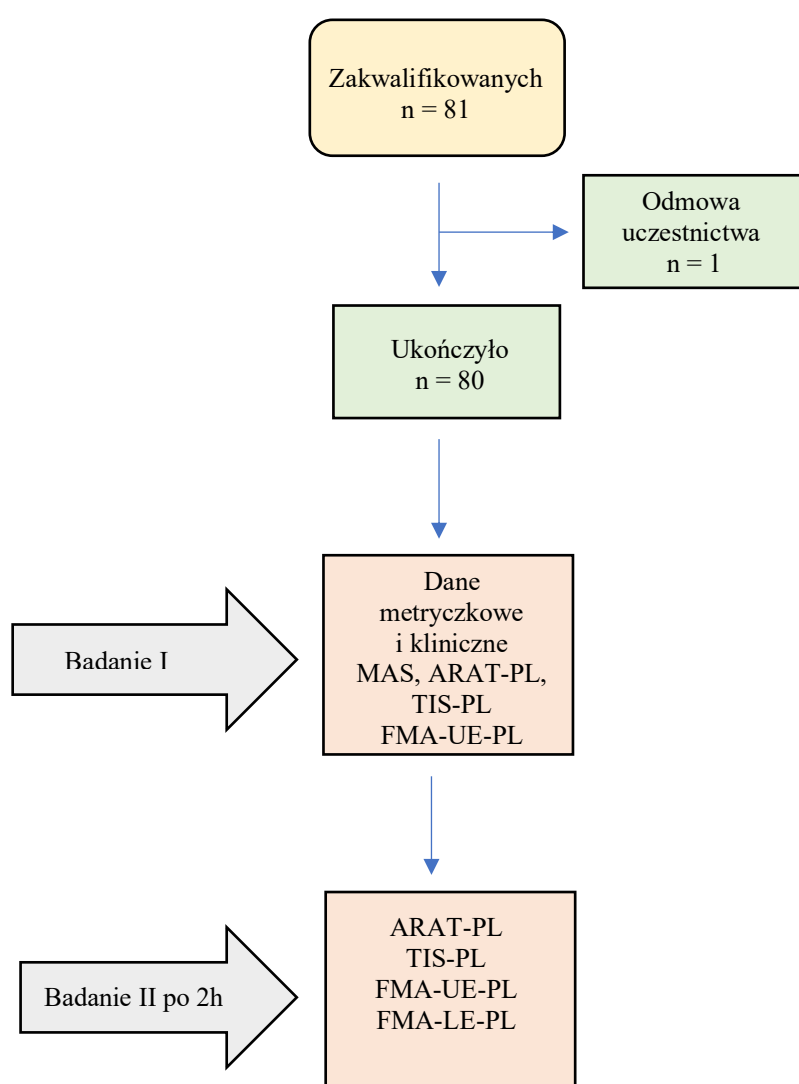 Zakwalifikowanych
n = 81
Odmowa
uczestnictwa
n = 1
Ukończyło
n = 80
Dane
metryczkowe
i kliniczne
MAS, ARAT-PL,
TIS-PL
FMA-UE-PL
Badanie I
ARAT-PL
TIS-PL
FMA-UE-PL
FMA-LE-PL
Badanie II po 2h